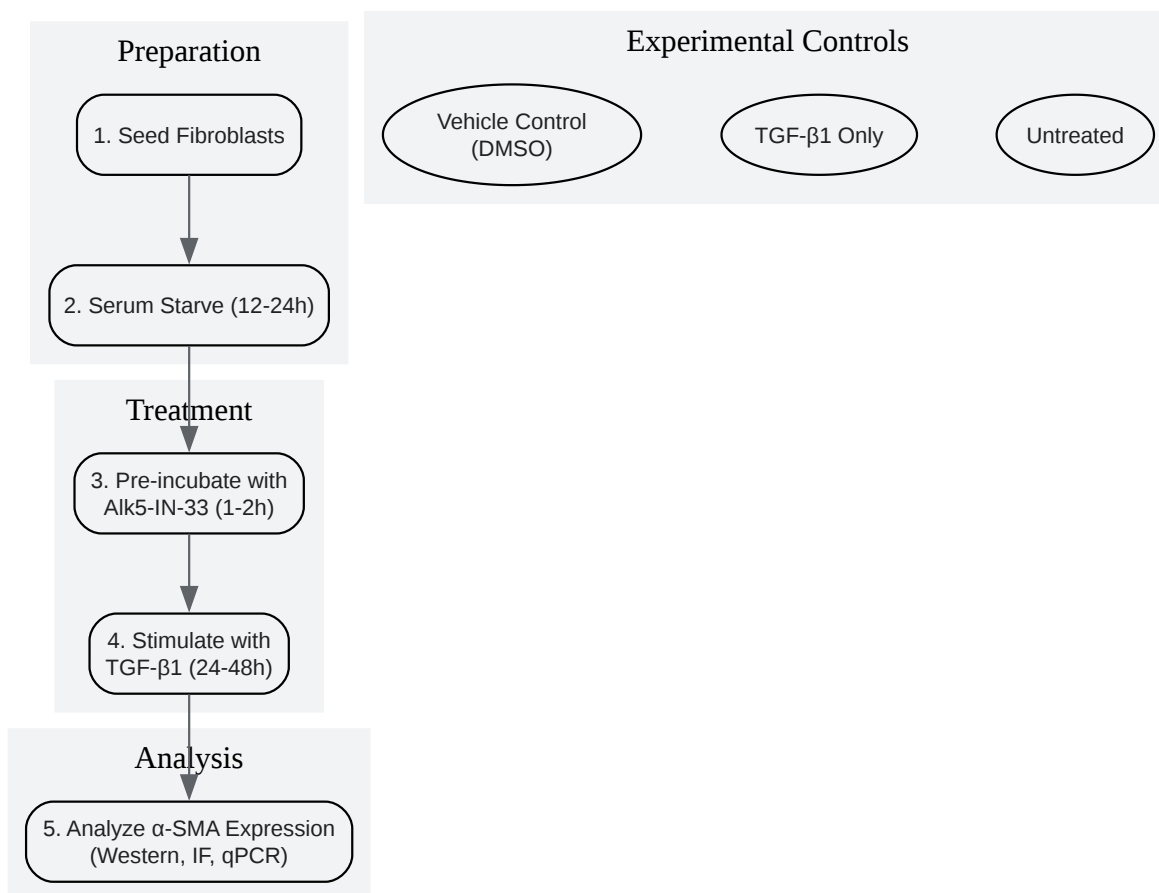 Preparation
1. Seed Fibroblasts
2. Serum Starve (12-24h)
Treatment
3. Pre-incubate with
Alk5-IN-33 (1-2h)
4. Stimulate with
TGF-β1 (24-48h)
Analysis
5. Analyze α-SMA Expression
(Western, IF, qPCR)
Experimental Controls
Vehicle Control
(DMSO)
TGF-β1 Only
Untreated